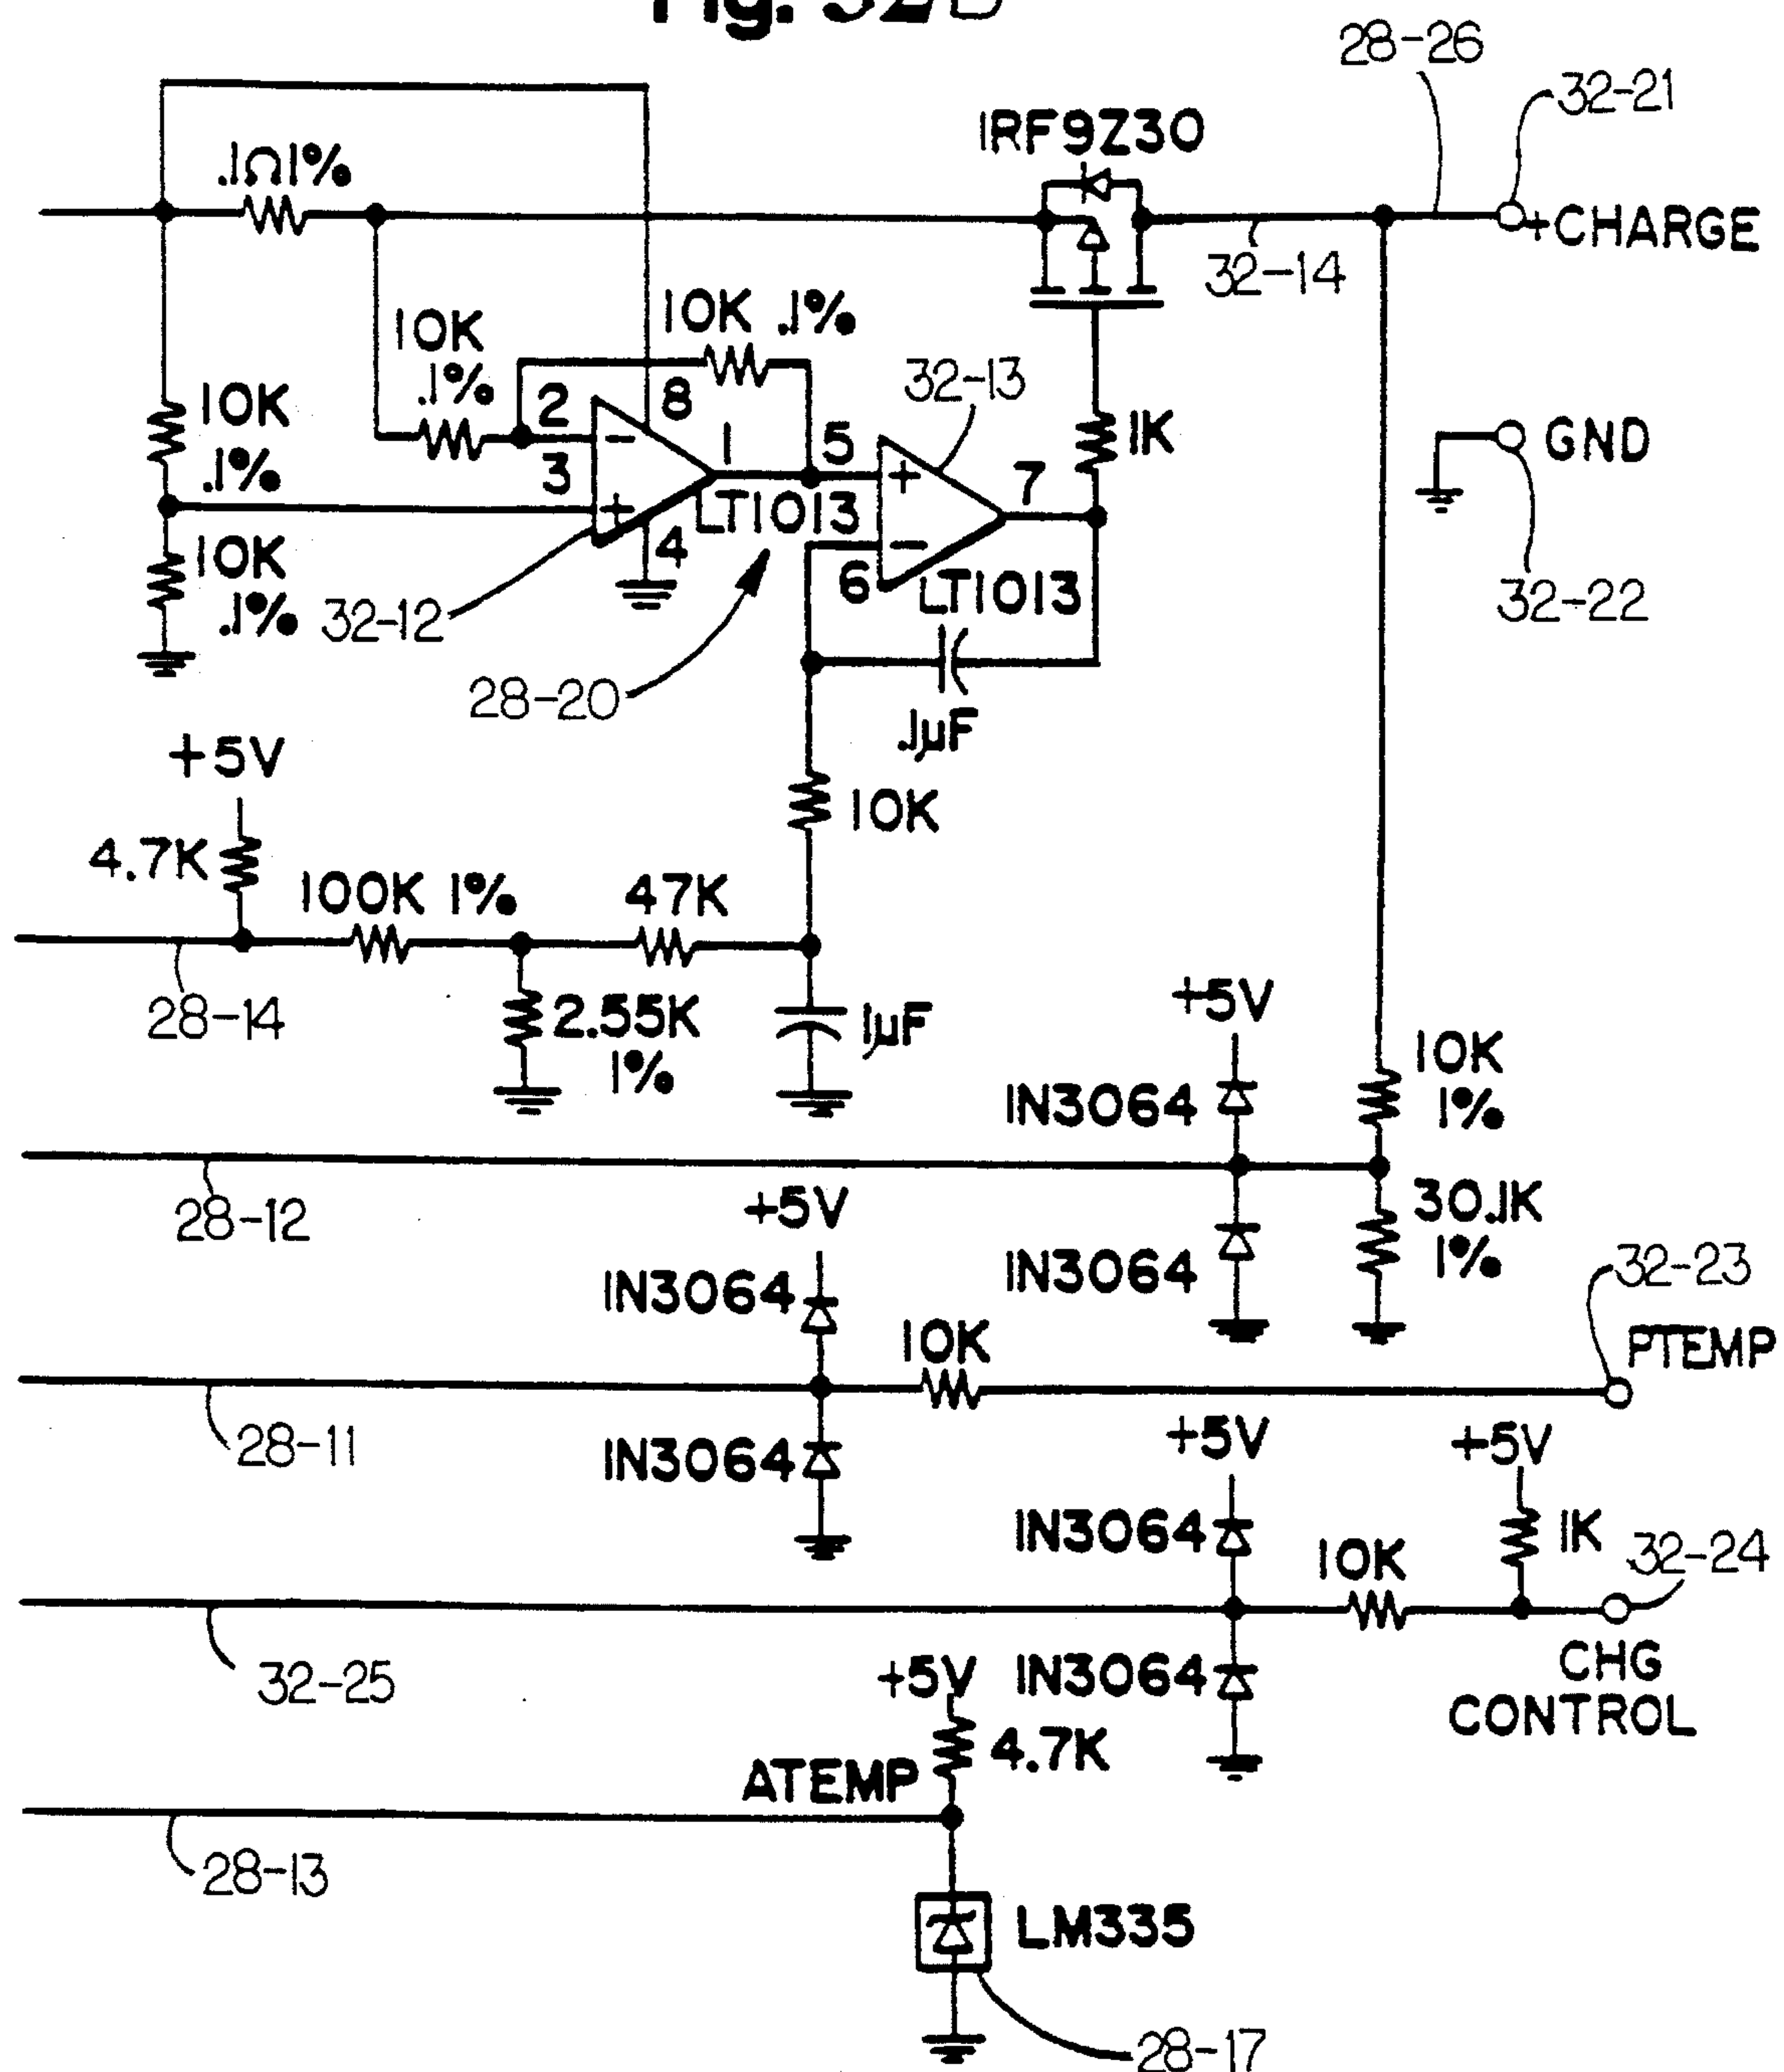 Fig. 32B
28-26
32-21
IRF9Z30
.1Ω1%
+CHARGE
32-14
10K
.1%
10K .1%
32-13
10K
.1%
2
8
1K
GND
3
1
5
7
LT1013
4
6
LT1013
10K
.1%
32-12
32-22
28-20
.1µF
+5V
10K
4.7K
100K 1%
47K
28-14
2.55K
1%
1µF
+5V
10K
1%
1N3064
28-12
+5V
30.1K
1%
1N3064
32-23
1N3064
10K
PTEMP
28-11
1N3064
+5V
+5V
1N3064
10K
1K
32-24
32-25
+5V
1N3064
CHG
CONTROL
4.7K
ATEMP
28-13
LM335
28-17